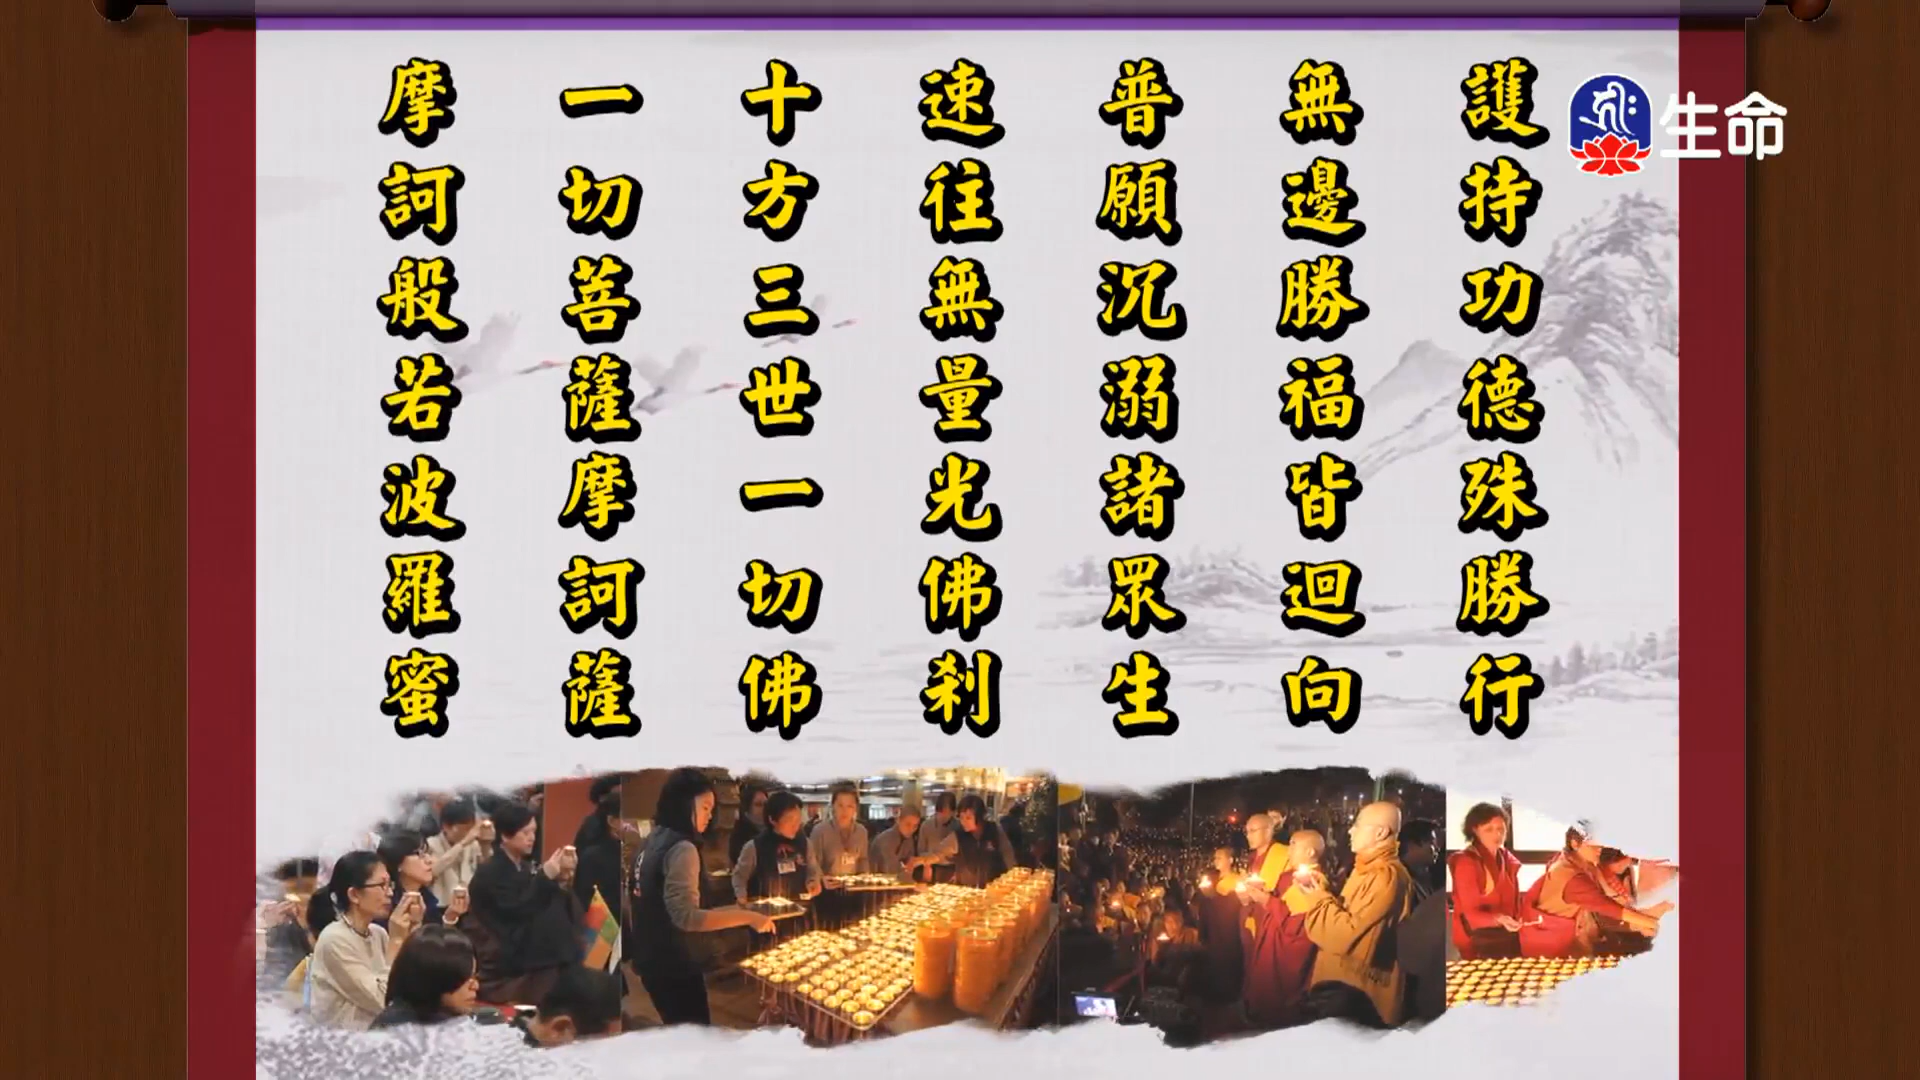 護持功德殊勝行
無邊勝福皆迴向
普願沉溺諸眾生
速往無量光佛剎
十方三世一切佛
一切菩薩摩訶薩
摩訶般若波羅蜜
生命